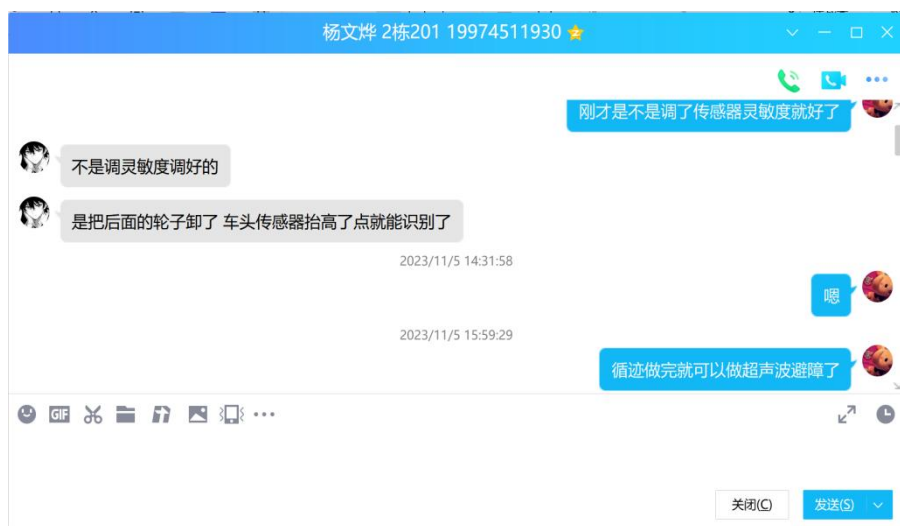 杨文烨 2栋201 19974511930
刚才是不是调了传感器灵敏度就好了
不是调灵敏度调好的
是把后面的轮子卸了 车头传感器抬高了点就能识别了
2023/11/5 14:31:58
嗯
2023/11/5 15:59:29
循迹做完就可以做超声波避障了
GIF
关闭(C)
发送(S)